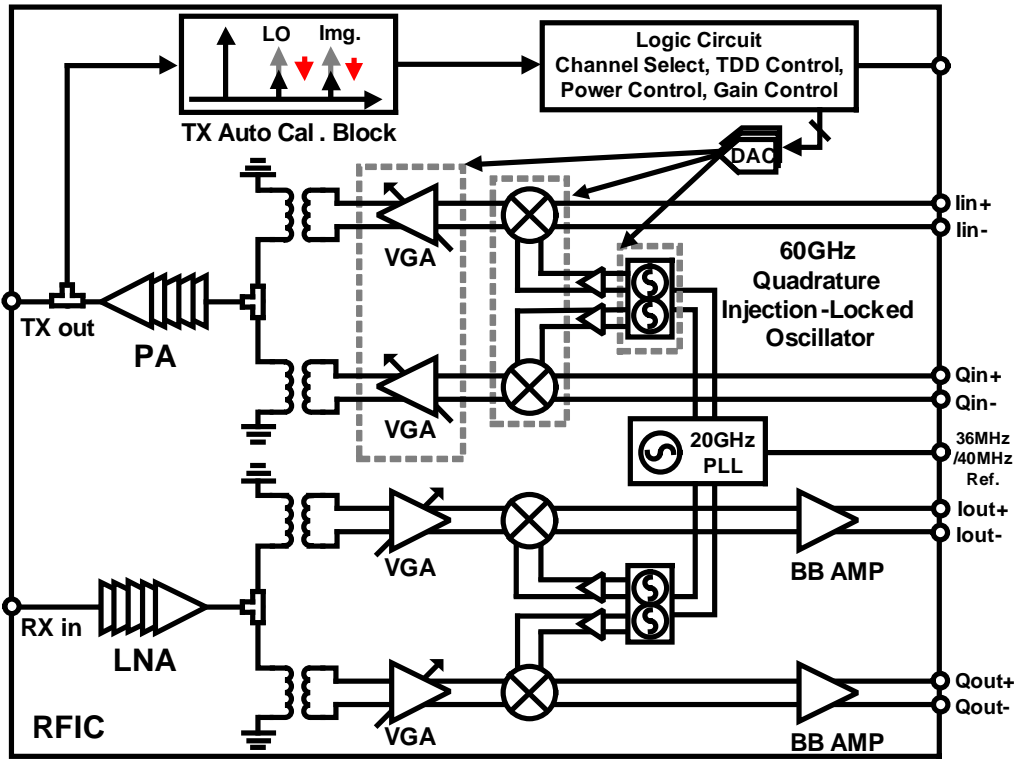 LO Img.
TX Auto Cal . Block
Logic Circuit
Channel Select, TDD Control,
Power Control, Gain Control
DAC
VGA
Iin+
Iin-
60GHz
Quadrature
Injection-Locked
Oscillator
TX out
PA
VGA
Qin+
Qin-
20GHz
PLL
36MHz
/40MHz
Ref.
VGA
Iout+
Iout-
BB AMP
RX in
LNA
VGA
Qout+
Qout-
BB AMP
RFIC